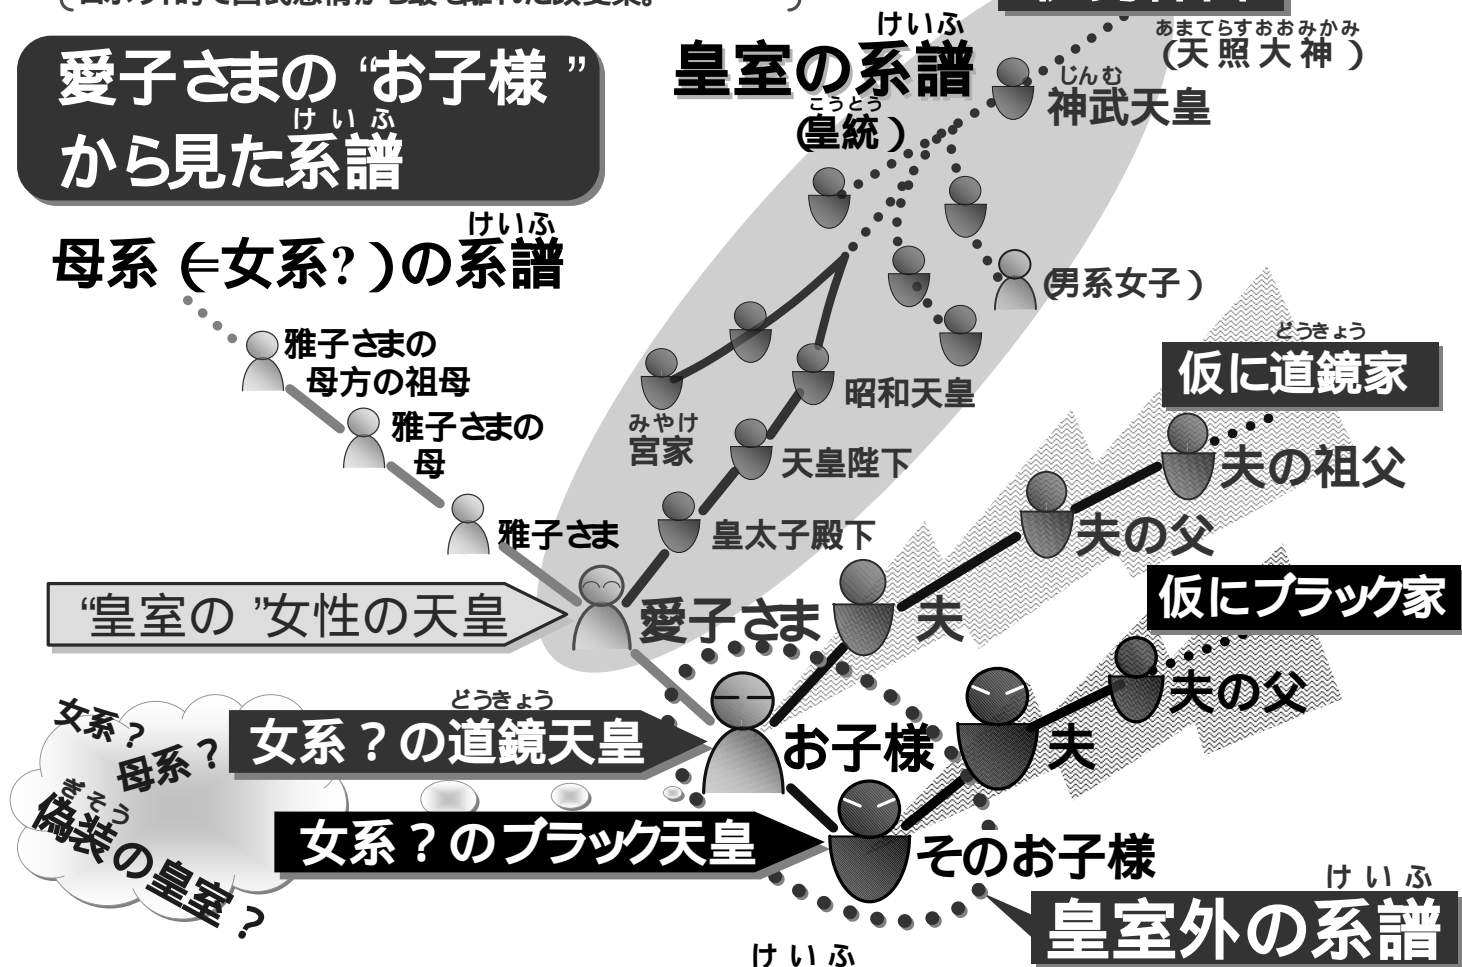 愛子さまの“お子様”
けいふ
から見た系譜
けいふ
皇室の系譜
こうとう
(皇統)
あまてらすおおみかみ
(天照大神)
じんむ
神武天皇
けいふ
母系(=女系?)の系譜
(男系女子)
雅子さまの
母方の祖母
雅子さまの
母
雅子さま
昭和天皇
みやけ
宮家
天皇陛下
皇太子殿下
どうきょう
仮に道鏡家
夫の祖父
夫の父
仮にブラック家
“皇室の”女性の天皇
愛子さま
夫
夫の父
女系?
母系?
ぎそう
偽装の皇室?
どうきょう
女系?の道鏡天皇
お子様
夫
女系?のブラック天皇
そのお子様
けいふ
皇室外の系譜
けいふ